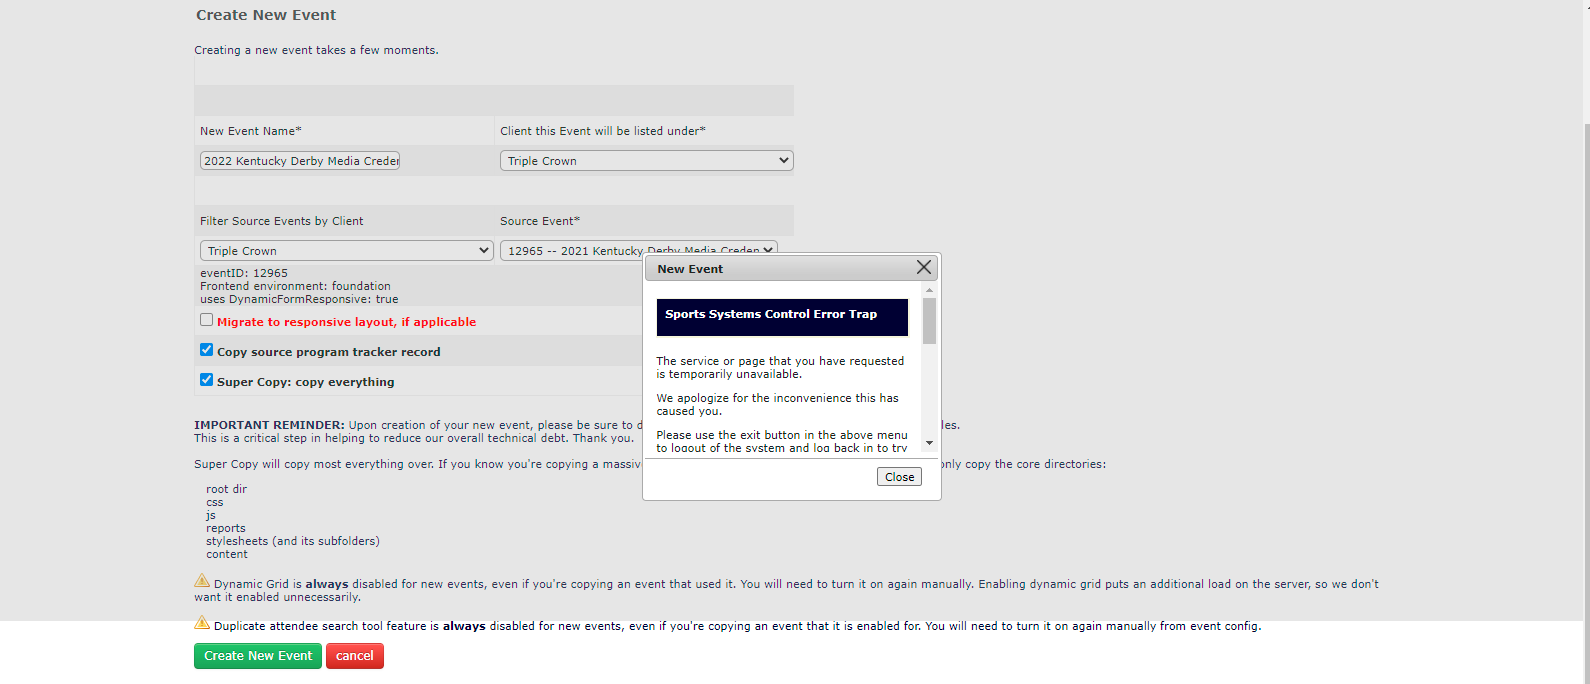 Create New Event
Creating a new event takes a few moments.
New Event Name*
Client this Event will be listed under*
2022 Kentucky Derby Media Creder
Triple Crown
Filter Source Events by Client
Source Event*
Triple Crown
12965 -- 2021 Kentucky Derby Media Creden
eventID: 12965
Frontend environment: foundation
uses DynamicFormResponsive: true
Migrate to responsive layout, if applicable
Copy source program tracker record
Super Copy: copy everything
New Event
Sports Systems Control Error Trap
The service or page that you have requested
is temporarily unavailable.
We apologize for the inconvenience this has
caused you.
Please use the exit button in the above menu
to logout of the system and log back in to try
Close
IMPORTANT REMINDER: Upon creation of your new event, please be sure to
This is a critical step in helping to reduce our overall technical debt. Thank you.
Super Copy will copy most everything over. If you know you're copying a only copy the core directories:
root dir
css
js
reports
stylesheets (and its subfolders)
content
Dynamic Grid is always disabled for new events, even if you're copying an event that used it. You will need to turn it on again manually. Enabling dynamic grid puts an additional load on the server, so we don't
want it enabled unnecessarily.
Duplicate attendee search tool feature is always disabled for new events, even if you're copying an event that it is enabled for. You will need to turn it on again manually from event config.
Create New Event
cancel